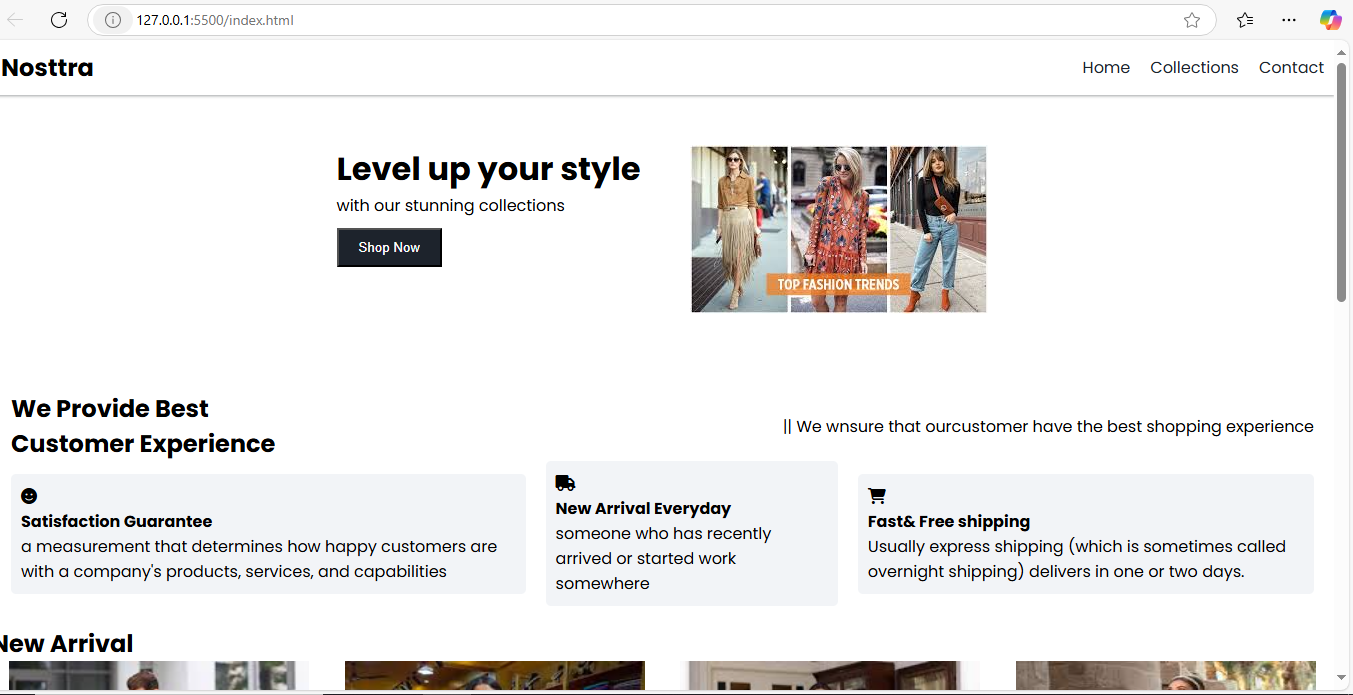 127.0.0.1:5500/index.html
Nosttra
Home Collections Contact
Level up your style
with our stunning collections
Shop Now
TOP FASHION TRENDS
We Provide Best
Customer Experience
|| We wnsure that ourcustomer have the best shopping experience
Satisfaction Guarantee
a measurement that determines how happy customers are
with a company's products, services, and capabilities
New Arrival Everyday
someone who has recently
arrived or started work
somewhere
Fast& Free shipping
Usually express shipping (which is sometimes called
overnight shipping) delivers in one or two days.
New Arrival